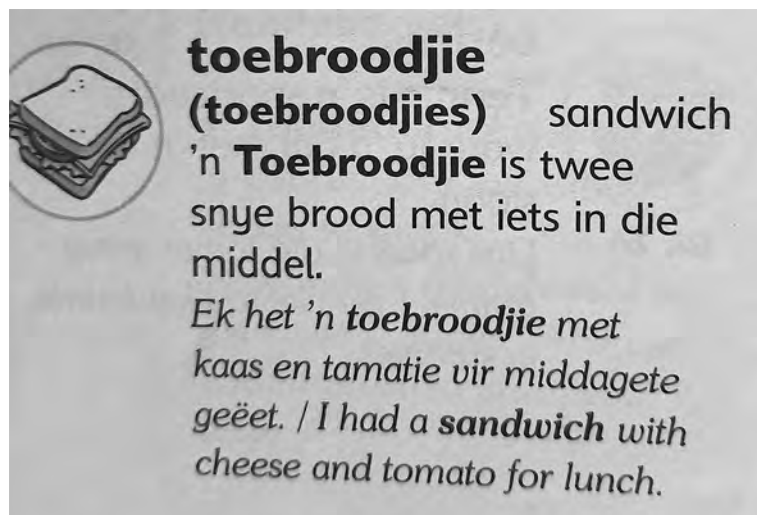 toebroodjie
(toebroodjies) sandwich
'n Toebroodjie is twee
snye brood met iets in die
middel.
Ek het 'n toebroodjie met
kaas en tamatie vir middagete
geëet. / I had a sandwich with
cheese and tomato for lunch.